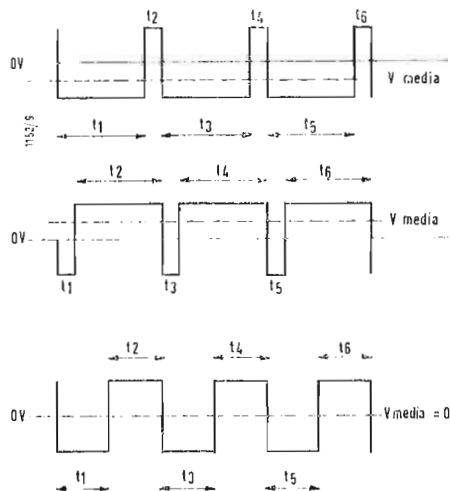 t2 t4 t6
0V
V media
1153/9
t1 t3 t5
t2 t4 t6
V media
0V
t1 t3 t5
t2 t4 t6
0V
V media = 0
t1 t3 t5